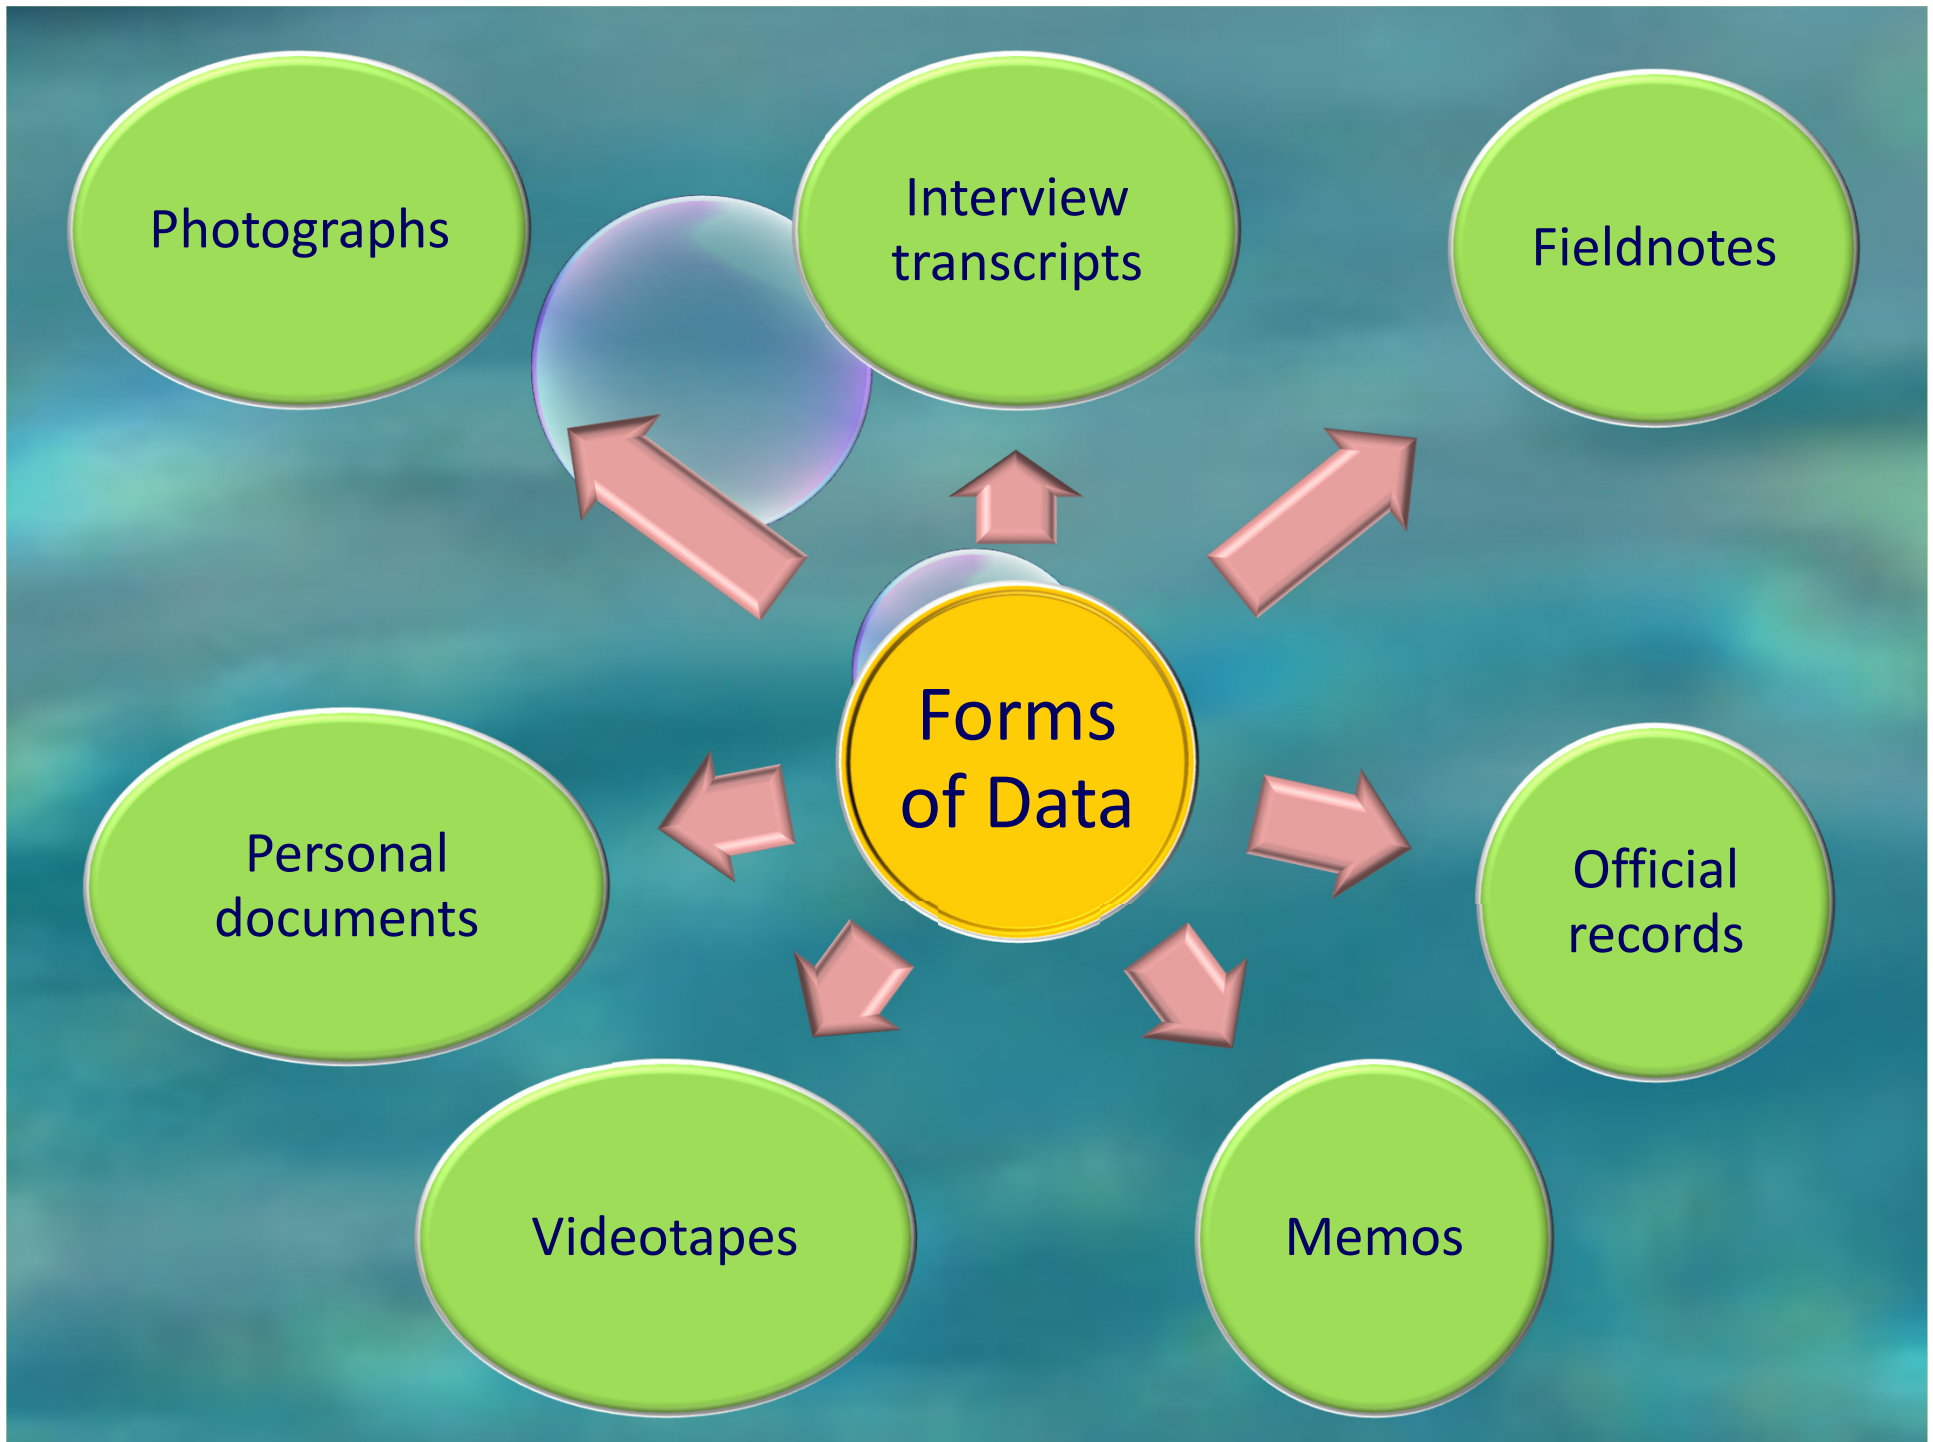 Photographs
Interview
transcripts
Fieldnotes
Forms
of Data
Personal
documents
Official
records
Videotapes
Memos